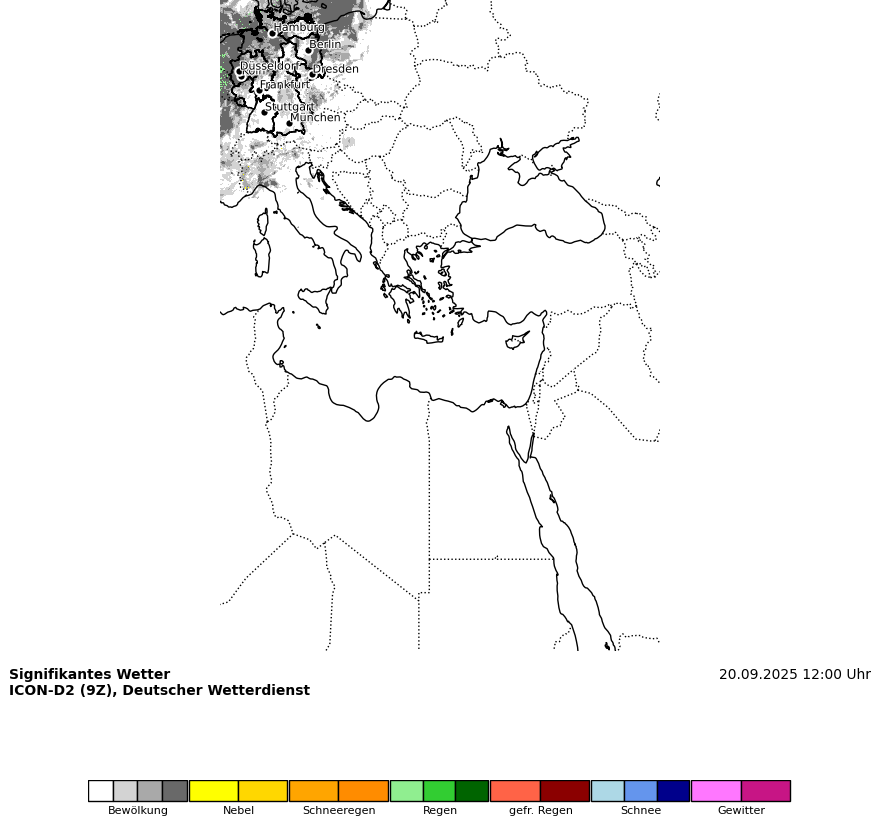 Hamburg
Berlin
Düsseldorf
Köln
Dresden
Frankfurt
Stuttgart
München
Signifikantes Wetter
20.09.2025 12:00 Uhr
ICON-D2 (9Z), Deutscher Wetterdienst
Bewölkung
Nebel
Schneeregen
Regen
gefr. Regen
Schnee
Gewitter